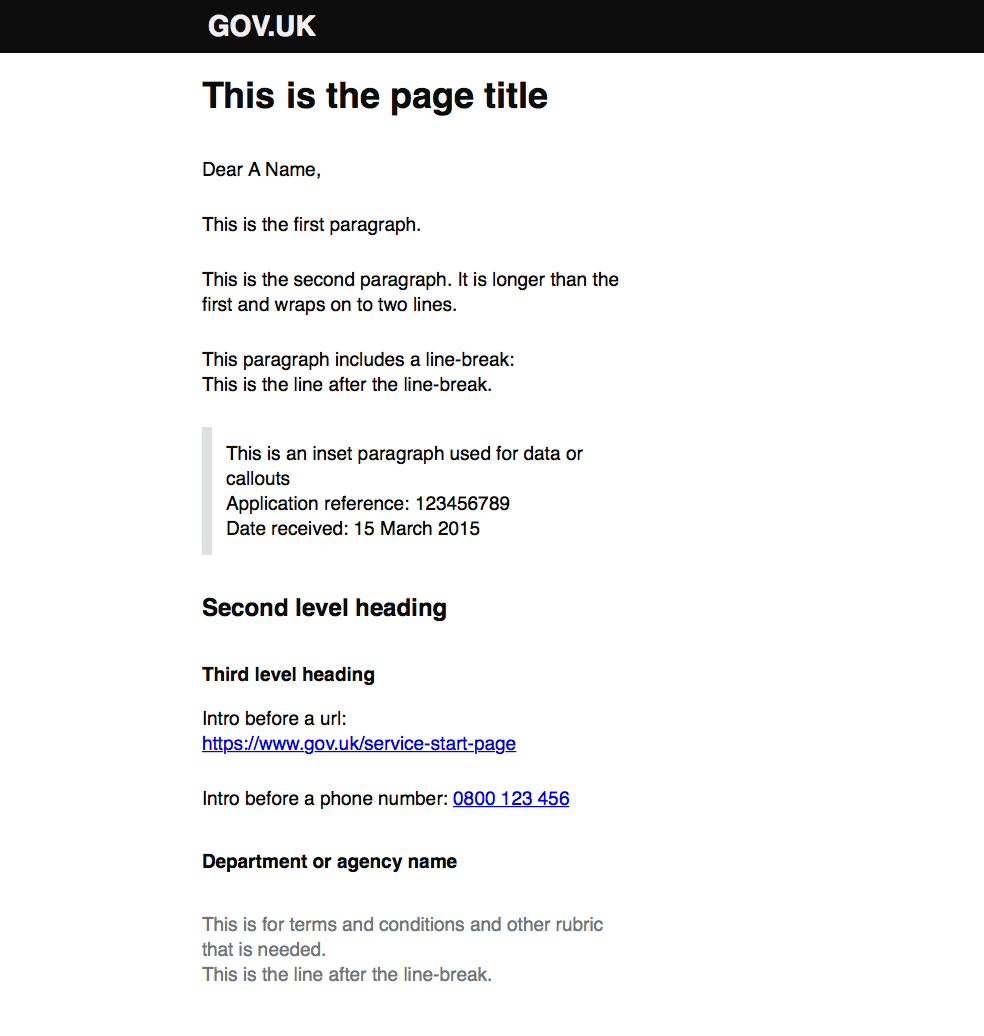 GOV.UK
This is the page title
Dear A Name,
This is the first paragraph.
This is the second paragraph. It is longer than the
first and wraps on to two lines.
This paragraph includes a line-break:
This is the line after the line-break.
This is an inset paragraph used for data or
callouts
Application reference: 123456789
Date received: 15 March 2015
Second level heading
Third level heading
Intro before a url:
https://www.gov.uk/service-start-page
Intro before a phone number: 0800 123 456
Department or agency name
This is for terms and conditions and other rubric
that is needed.
This is the line after the line-break.